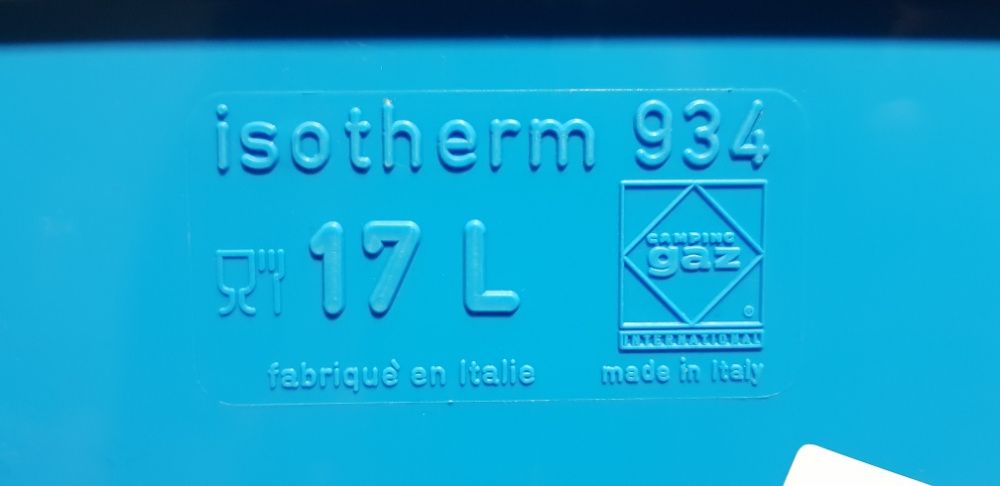 isotherm 934
17 L
CAMPING
gaz
®
INTERNATIONAL
fabriquè en Italie
made in Italy